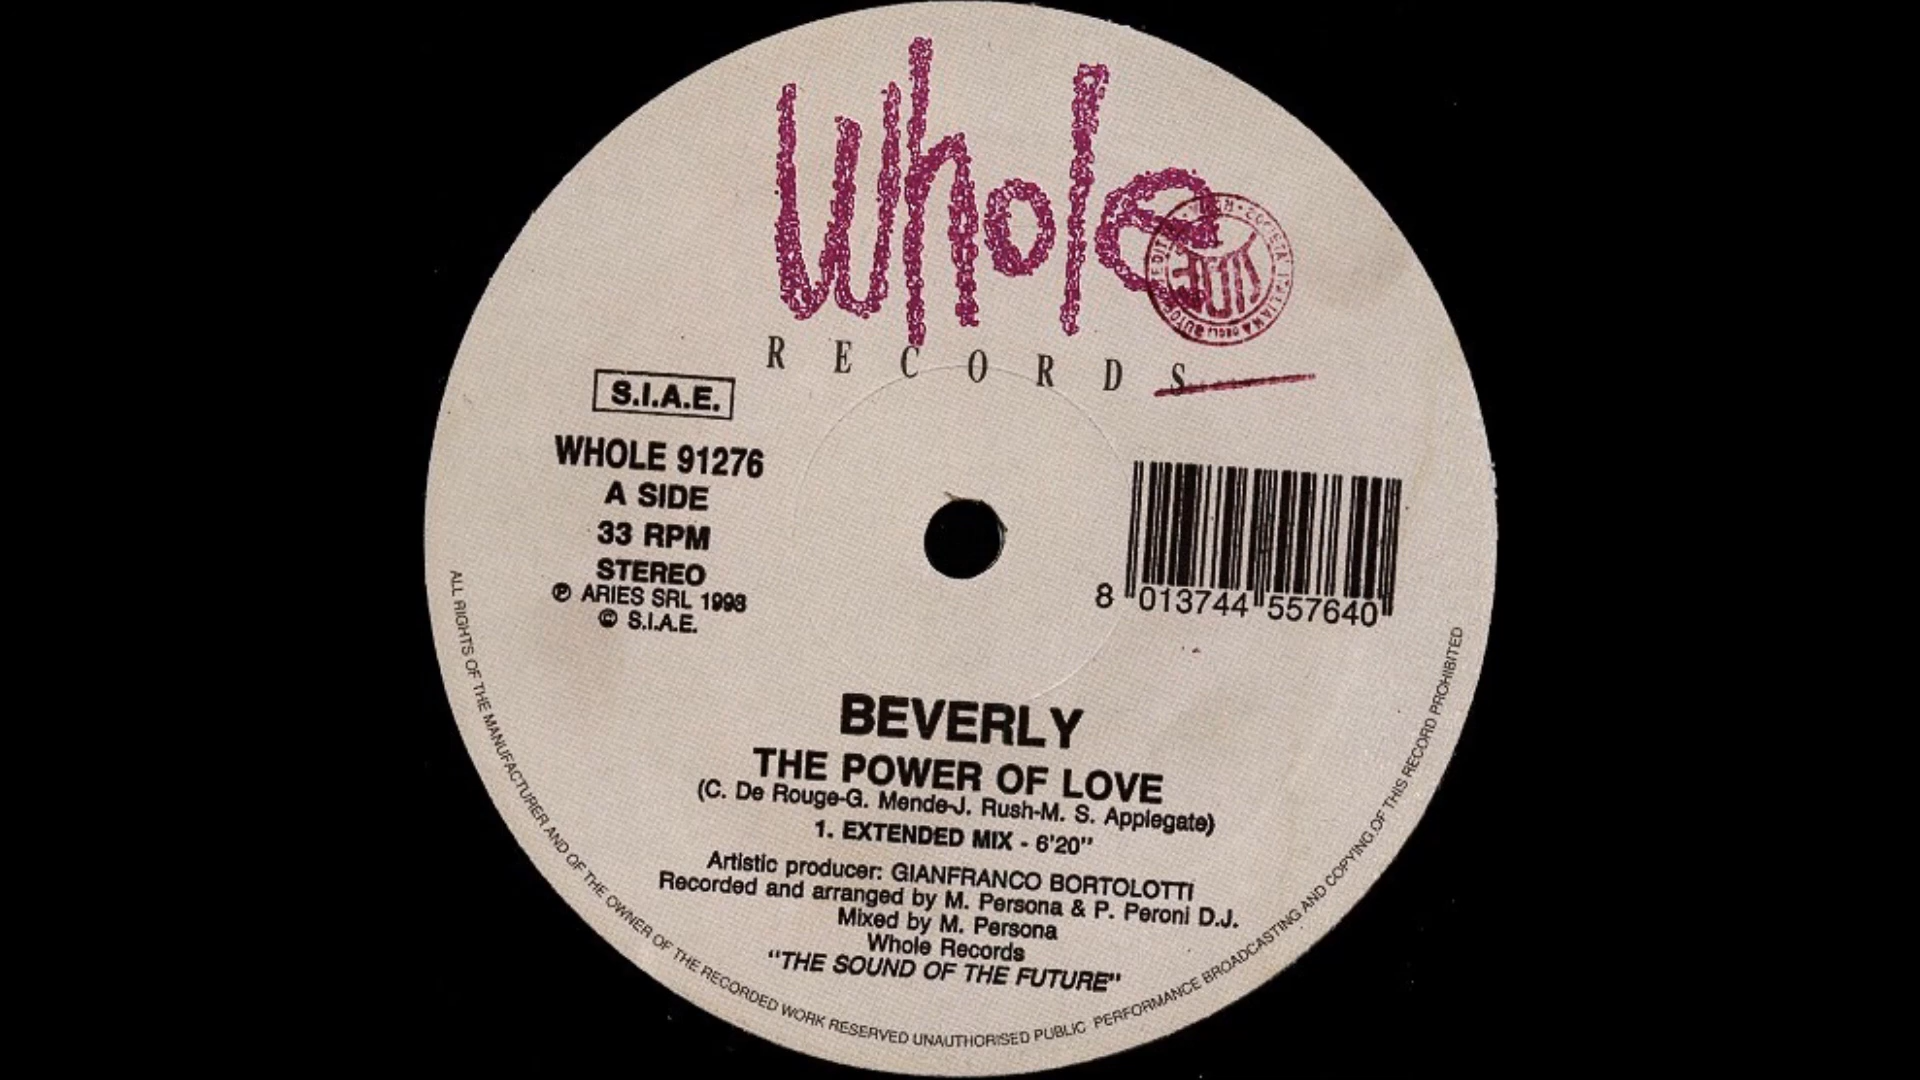 Whole
RECORDS
S.I.A.E.
WHOLE 91276
A SIDE
33 RPM
STEREO
℗ ARIES SRL 1993
© S.I.A.E.
8 013744 557640
BEVERLY
THE POWER OF LOVE
(C. De Rouge-G. Mende-J. Rush-M. S. Applegate)
1. EXTENDED MIX - 6'20"
Artistic producer: GIANFRANCO BORTOLOTTI
Recorded and arranged by M. Persona & P. Peroni D.J.
Mixed by M. Persona
Whole Records
"THE SOUND OF THE FUTURE"
ALL RIGHTS OF THE MANUFACTURER AND OF THE OWNER OF THE RECORDED WORK RESERVED UNAUTHORISED PUBLIC PERFORMANCE BROADCASTING AND COPYING OF THIS RECORD PROHIBITED